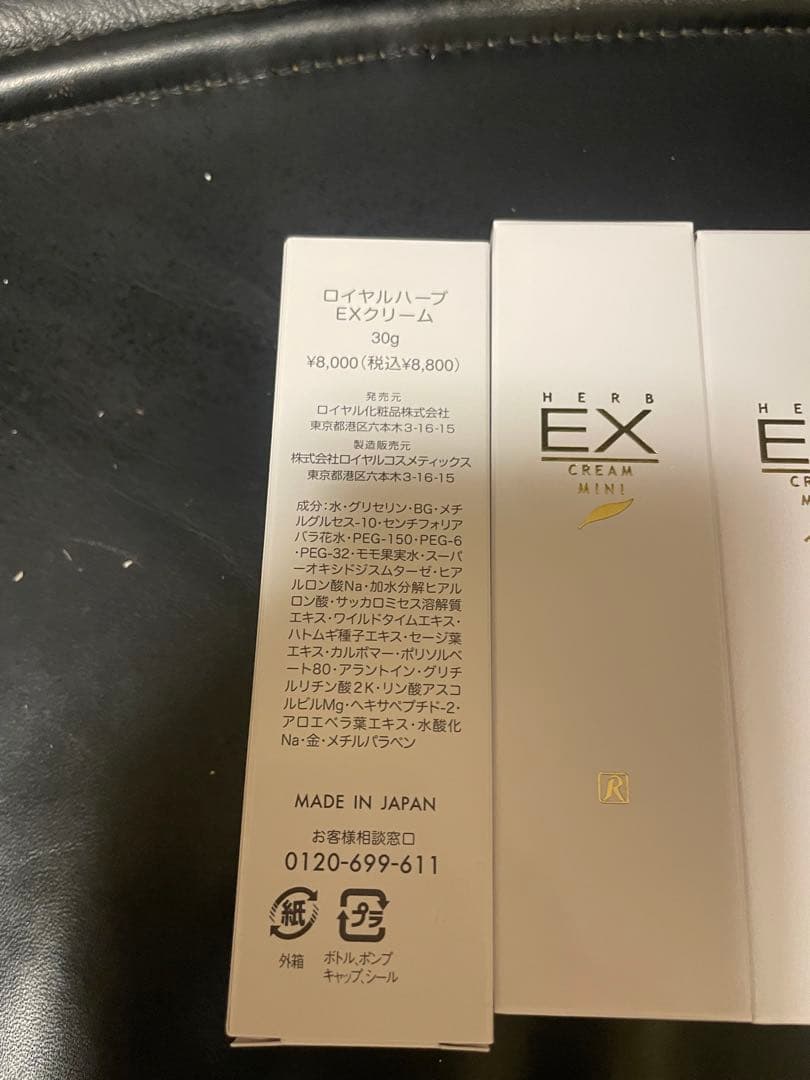 ロイヤルハーブ
EXクリーム
30g
¥8,000(税込¥8,800)
発売元
ロイヤル化粧品株式会社
東京都港区六本木3-16-15
製造販売元
株式会社ロイヤルコスメティックス
東京都港区六本木3-16-15
成分:水・グリセリン・BG・メチ
ルグルセス-10・センチフォリア
バラ花水・PEG-150・PEG-6
・PEG-32・モモ果実水・スーパ
ーオキシドジスムターゼ・ヒア
ルロン酸Na・加水分解ヒアル
ロン酸・サッカロミセス溶解質
エキス・ワイルドタイムエキス・
ハトムギ種子エキス・セージ葉
エキス・カルボマー・ポリソルベ
ート80・アラントイン・グリチ
ルリチン酸2K・リン酸アスコ
ルビルMg・ヘキサペプチド-2・
アロエベラ葉エキス・水酸化
Na・金・メチルパラベン
MADE IN JAPAN
お客様相談窓口
0120-699-611
紙
プラ
外箱
ボトル、ポンプ
キャップ、シール
HERB
EX
CREAM
MINI
R
HE
E
CR
M